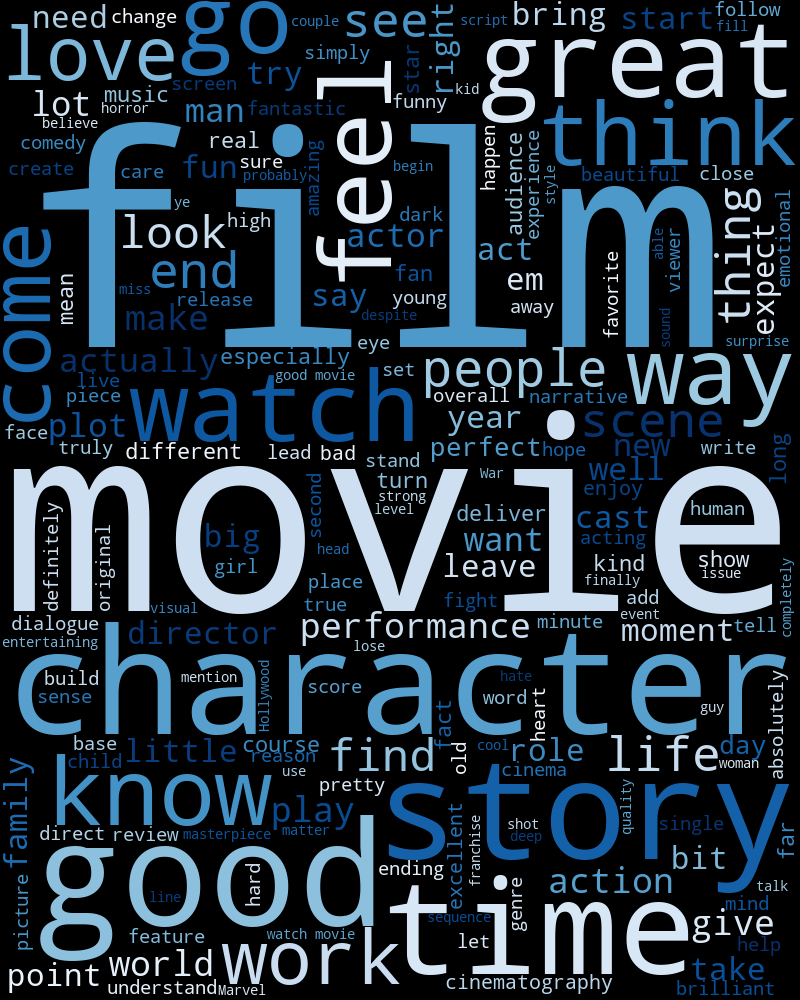 need
change
go
couple
see
right
script
bring
start
follow
fill
love
screen
try
simply
star
kid
great
lot
music
horror
believe
man
fantastic
feel
funny
think
comedy
real
sure
create
care
fun
probably
amazing
begin
happen
audience
experience
style
beautiful
close
film
ye
look
high
dark
actor
act
thing
expect
emotional
come
mean
miss
end
release
fan
say
young
em
away
favorite
able
viewer
sound
make
despite
surprise
actually
especially
eye
live
good movie
set
people
way
piece
watch
overall
narrative
face
plot
year
scene
truly
different
lead
bad
perfect
hope
new
write
long
stand
turn
War
well
strong
level
enjoy
movie
definitely
original
big
girl
second
head
deliver
want
cast
acting
human
place
leave
kind
finally
show
issue
true
fight
add
event
completely
visual
dialogue
director
performance
minute
moment
tell
entertaining
lose
character
build
sense
mention
Hollywood
score
hate
word
heart
guy
absolutely
base
child
little
course
reason
use
find
fact
old
cool
role
cinema
life
day
woman
family
know
pretty
story
play
matter
direct
review
masterpiece
excellent
franchise
shot
deep
quality
single
far
good
hard
line
ending
action
bit
talk
picture
feature
watch movie
sequence
genre
mind
time
give
let
help
point
world
work
understand
Marvel
cinematography
take
brilliant